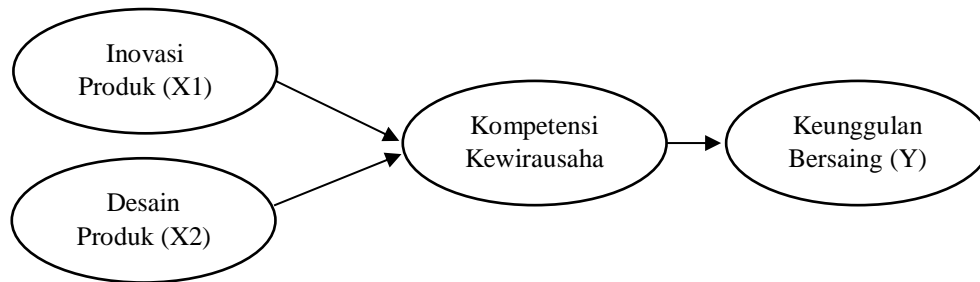 Inovasi
Produk (X1)
Kompetensi
Kewirausaha
Keunggulan
Bersaing (Y)
Desain
Produk (X2)